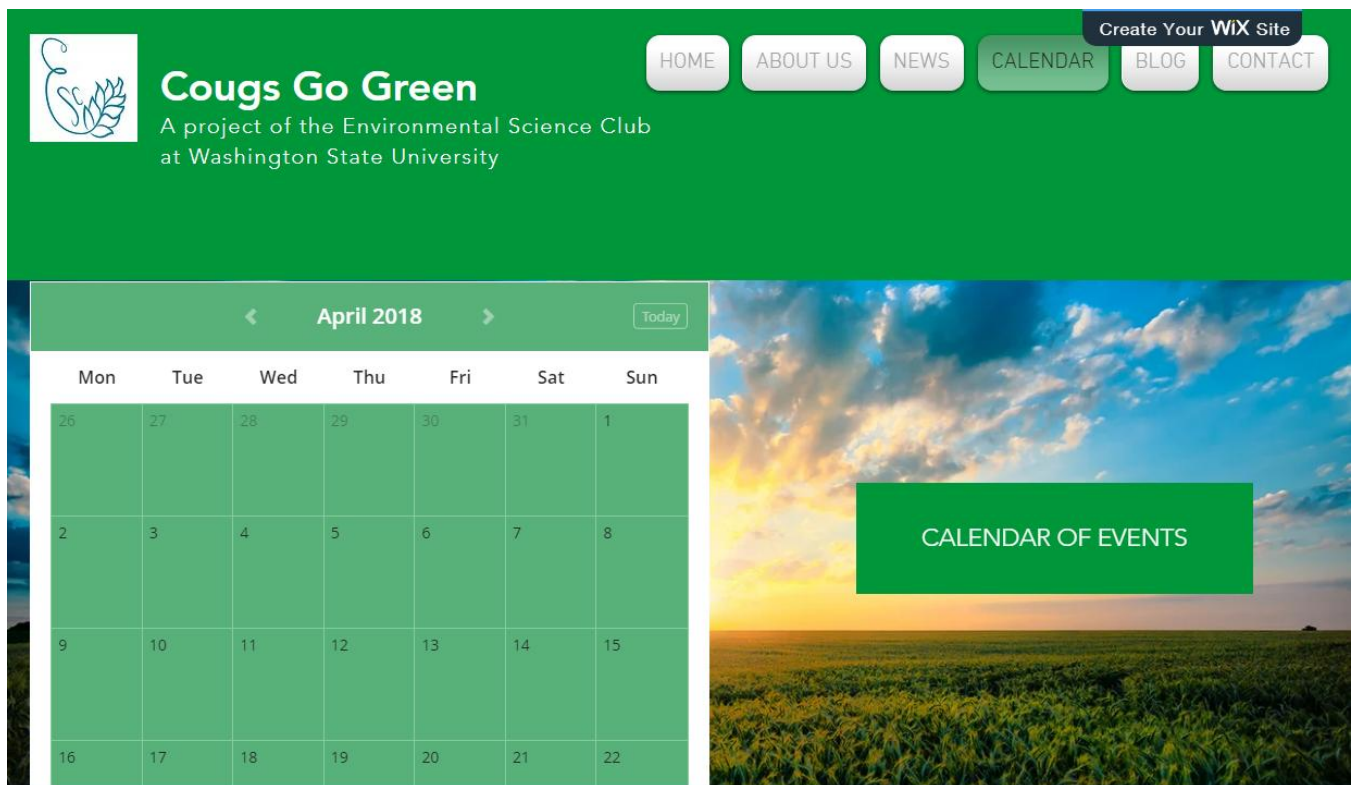 Create Your WiX Site
HOME ABOUT US NEWS CALENDAR BLOG CONTACT
ESC
Cougs Go Green
A project of the Environmental Science Club
at Washington State University
April 2018 Today
Mon Tue Wed Thu Fri Sat Sun
26 27 28 29 30 31 1
2 3 4 5 6 7 8
CALENDAR OF EVENTS
9 10 11 12 13 14 15
16 17 18 19 20 21 22